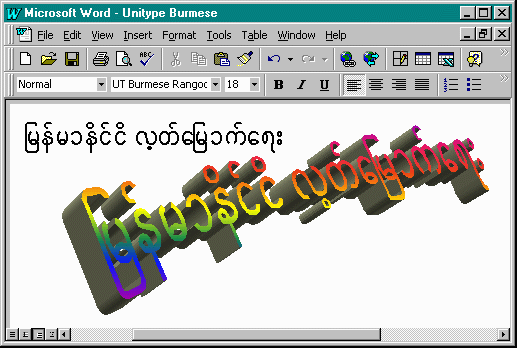 Microsoft Word - Unitype Burmese
File Edit View Insert Format Tools Table Window Help
Normal UT Burmese Rangoc 18 B I U
မြန်မာနိင်ငံ လွတ်မြောက်ရေး
မြန်မာနိင်ငံ လွတ်မြောက်ရေး